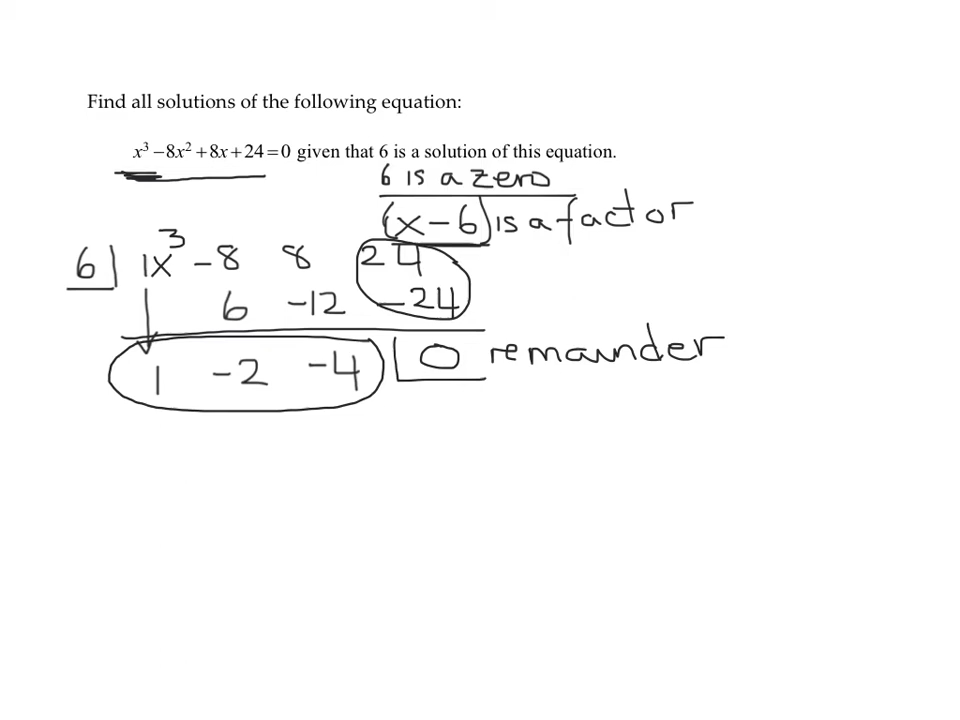 Find all solutions of the following equation:
x³ −8x² +8x+24=0 given that 6 is a solution of this equation.
6 is a zero
(x − 6) is a factor
6 1x³ −8 8 24
6 −12 −24
1 −2 −4 0 remainder